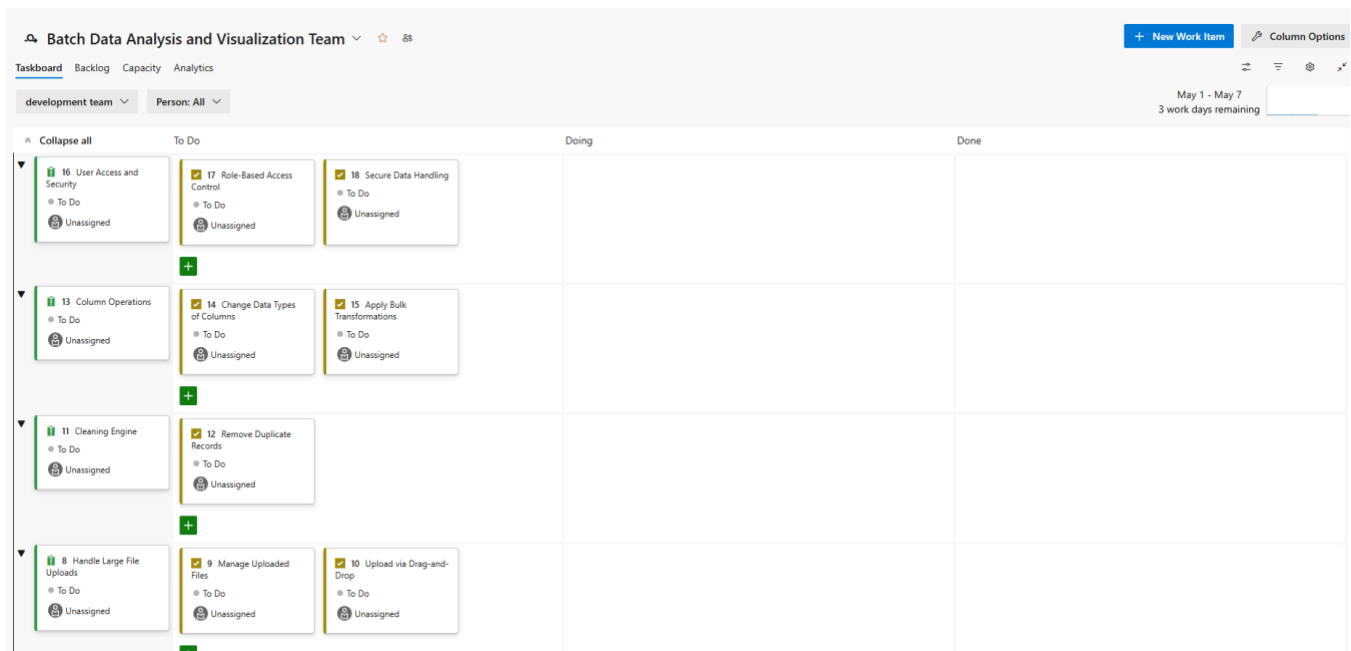 Batch Data Analysis and Visualization Team
+ New Work Item
Column Options
Taskboard Backlog Capacity Analytics
development team
Person: All
May 1 - May 7
3 work days remaining
Collapse all
To Do
Doing
Done
16 User Access and
Security
To Do
Unassigned
17 Role-Based Access
Control
To Do
Unassigned
18 Secure Data Handling
To Do
Unassigned
13 Column Operations
To Do
Unassigned
14 Change Data Types
of Columns
To Do
Unassigned
15 Apply Bulk
Transformations
To Do
Unassigned
11 Cleaning Engine
To Do
Unassigned
12 Remove Duplicate
Records
To Do
Unassigned
8 Handle Large File
Uploads
To Do
Unassigned
9 Manage Uploaded
Files
To Do
Unassigned
10 Upload via Drag-and-
Drop
To Do
Unassigned